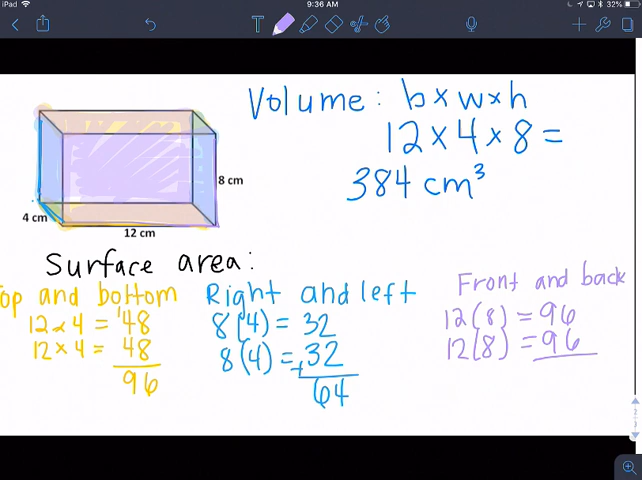 iPad
9:36 AM
32%
T
Volume: b x w x h
12 x 4 x 8 =
384 cm³
8 cm
4 cm
12 cm
Surface area:
op and bottom
12 x 4 = 48
12 x 4 = 48
96
Right and left
8(4) = 32
8(4) = +32
64
Front and back
12(8) = 96
12(8) = 96